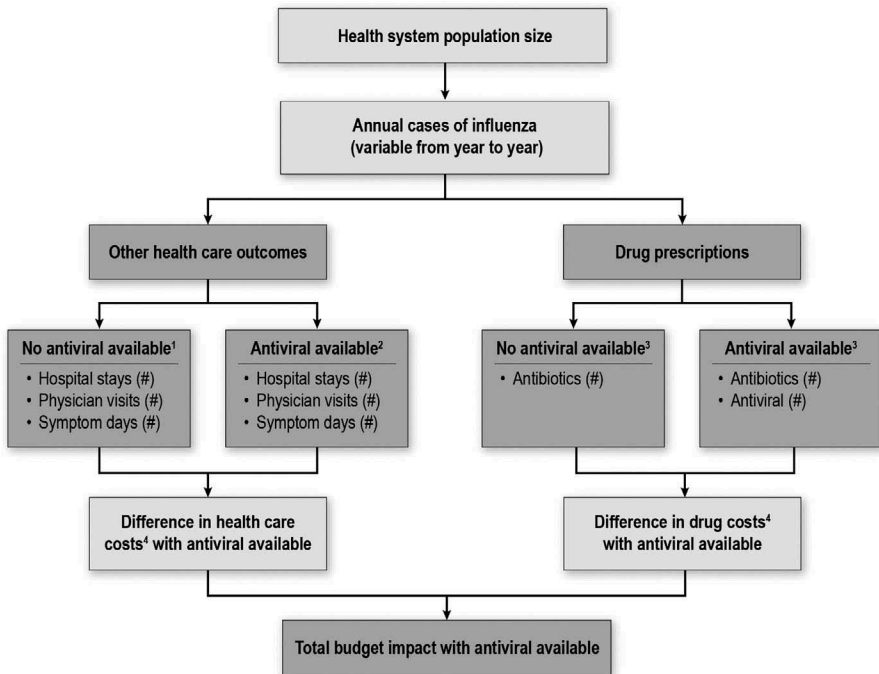 Health system population size
Annual cases of influenza
(variable from year to year)
Other health care outcomes
Drug prescriptions
No antiviral available¹
• Hospital stays (#)
• Physician visits (#)
• Symptom days (#)
Antiviral available²
• Hospital stays (#)
• Physician visits (#)
• Symptom days (#)
No antiviral available³
• Antibiotics (#)
Antiviral available³
• Antibiotics (#)
• Antiviral (#)
Difference in health care
costs⁴ with antiviral available
Difference in drug costs⁴
with antiviral available
Total budget impact with antiviral available